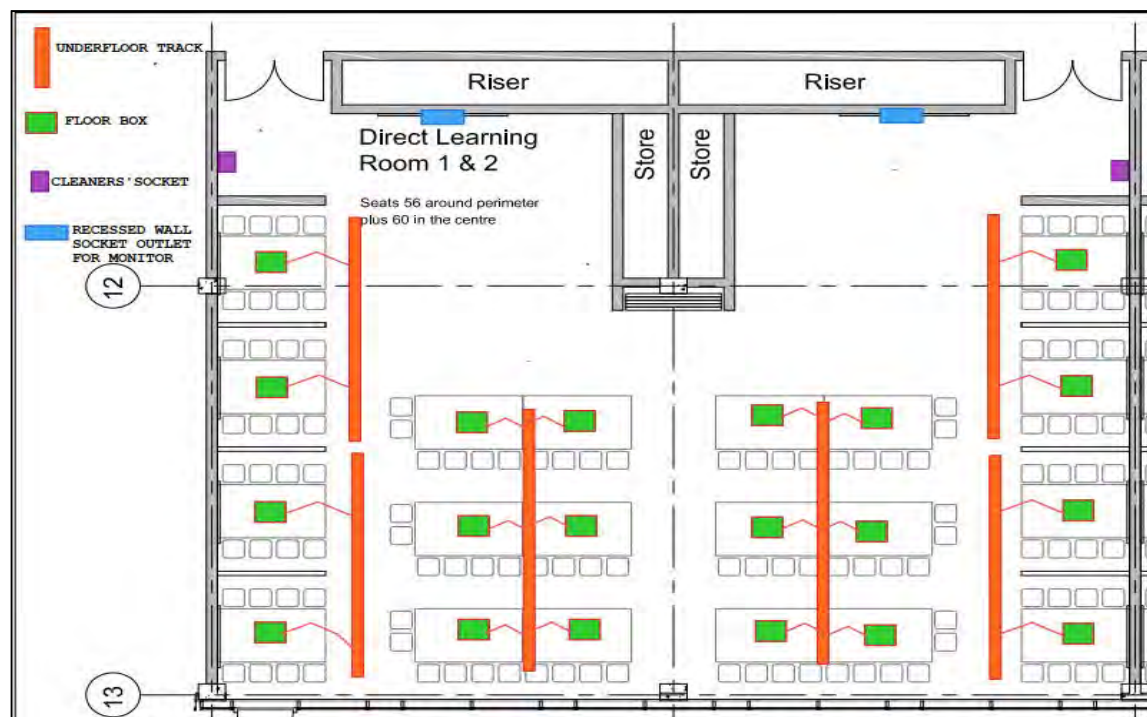 UNDERFLOOR TRACK
FLOOR BOX
CLEANERS'SOCKET
RECESSED WALL
SOCKET OUTLET
FOR MONITOR
Riser
Riser
Direct Learning
Room 1 & 2
Store
Store
Seats 56 around perimeter
plus 60 in the centre
12
13